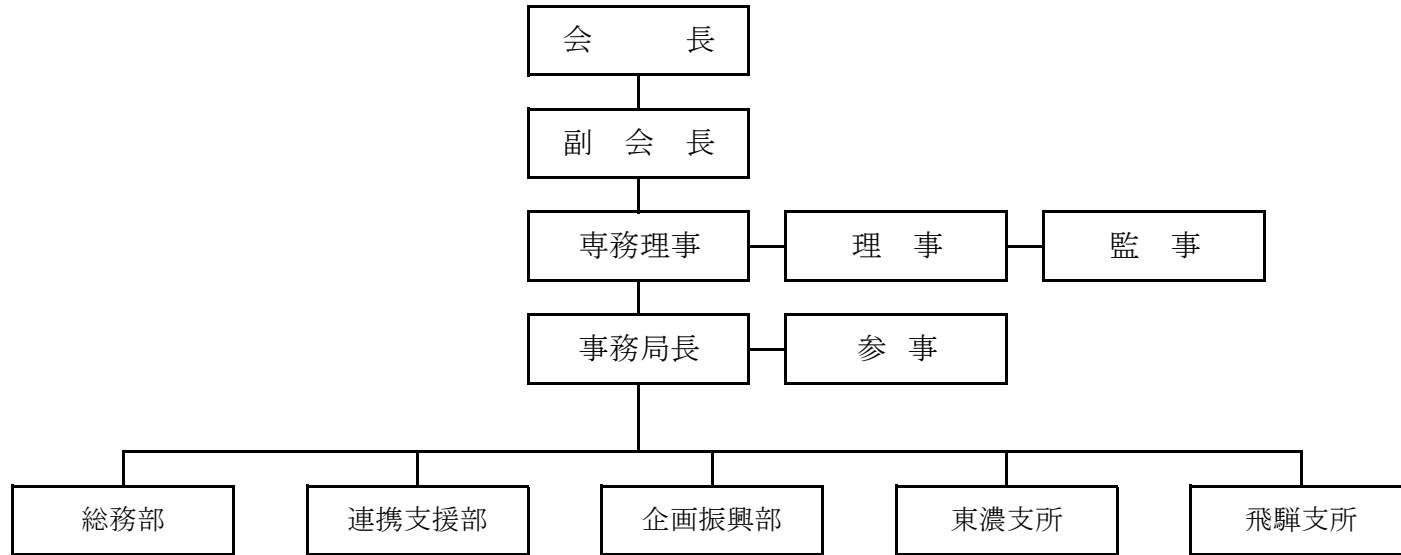 会　　長
副　会　長
専務理事　理　事　監　事
事務局長　参　事
総務部　連携支援部　企画振興部　東濃支所　飛騨支所